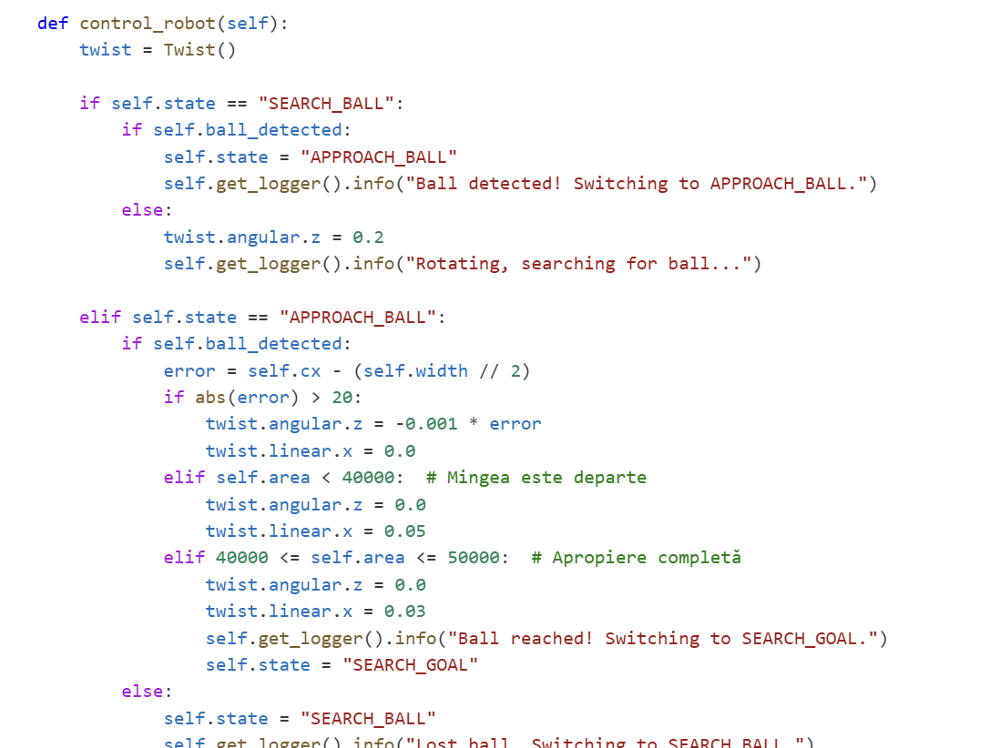 def control_robot(self):
    twist = Twist()

    if self.state == "SEARCH_BALL":
        if self.ball_detected:
            self.state = "APPROACH_BALL"
            self.get_logger().info("Ball detected! Switching to APPROACH_BALL.")
        else:
            twist.angular.z = 0.2
            self.get_logger().info("Rotating, searching for ball...")

    elif self.state == "APPROACH_BALL":
        if self.ball_detected:
            error = self.cx - (self.width // 2)
            if abs(error) > 20:
                twist.angular.z = -0.001 * error
                twist.linear.x = 0.0
            elif self.area < 40000:  # Mingea este departe
                twist.angular.z = 0.0
                twist.linear.x = 0.05
            elif 40000 <= self.area <= 50000:  # Apropiere completă
                twist.angular.z = 0.0
                twist.linear.x = 0.03
                self.get_logger().info("Ball reached! Switching to SEARCH_GOAL.")
                self.state = "SEARCH_GOAL"
        else:
            self.state = "SEARCH_BALL"
            self.get_logger().info("Lost ball. Switching to SEARCH_BALL.")